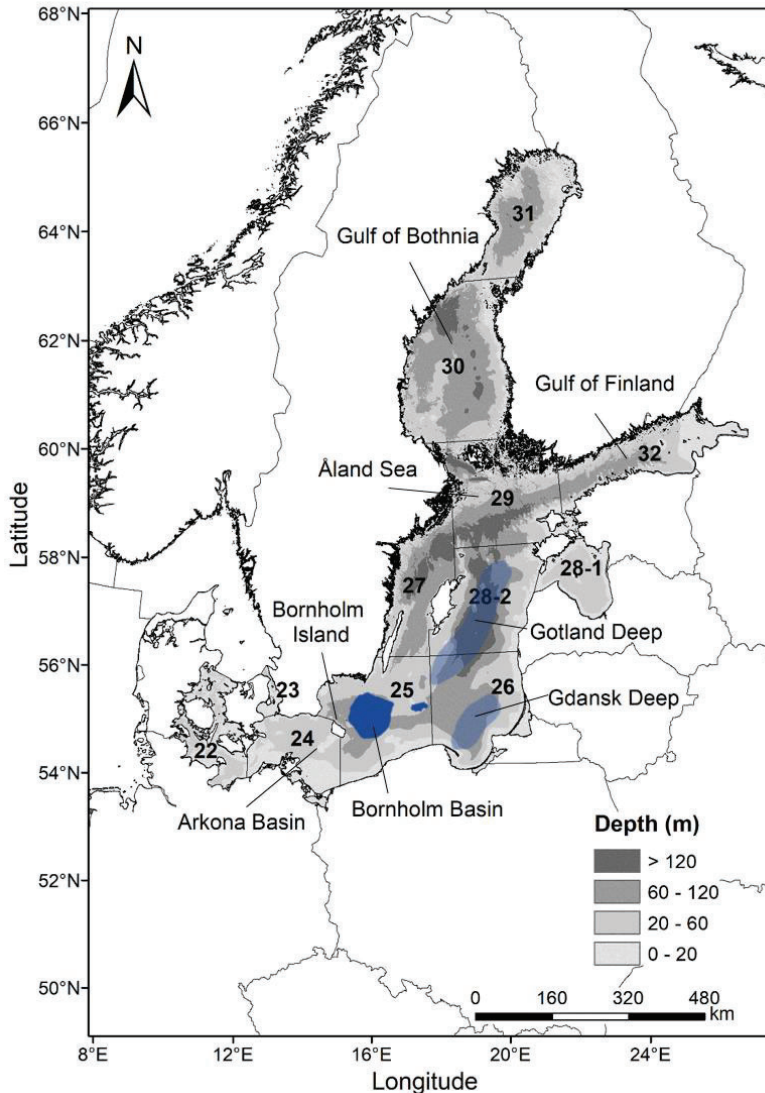 68°N
N
66°N
31
64°N
Gulf of Bothnia
62°N
30
Gulf of Finland
60°N
32
Åland Sea
29
Latitude
58°N
28-1
27
28-2
Bornholm
Island
Gotland Deep
56°N
23
25
26
Gdansk Deep
24
22
54°N
Arkona Basin
Bornholm Basin
Depth (m)
> 120
52°N
60 - 120
20 - 60
0 - 20
50°N
0 160 320 480
km
8°E 12°E 16°E 20°E 24°E
Longitude